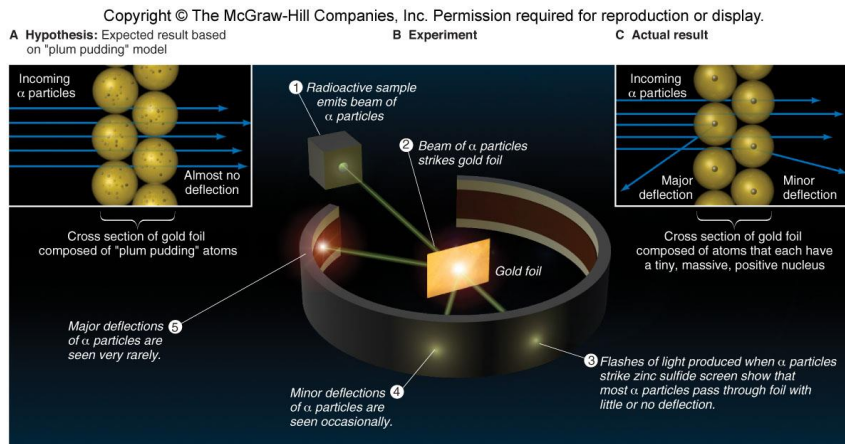 Copyright © The McGraw-Hill Companies, Inc. Permission required for reproduction or display.
A Hypothesis: Expected result based
on "plum pudding" model
B Experiment
C Actual result
Incoming
α particles
Almost no
deflection
Cross section of gold foil
composed of "plum pudding" atoms
1 Radioactive sample
emits beam of
α particles
2 Beam of α particles
strikes gold foil
Gold foil
Incoming
α particles
Major
deflection
Minor
deflection
Cross section of gold foil
composed of atoms that each have
a tiny, massive, positive nucleus
Major deflections 5
of α particles are
seen very rarely.
Minor deflections 4
of α particles are
seen occasionally.
3 Flashes of light produced when α particles
strike zinc sulfide screen show that
most α particles pass through foil with
little or no deflection.